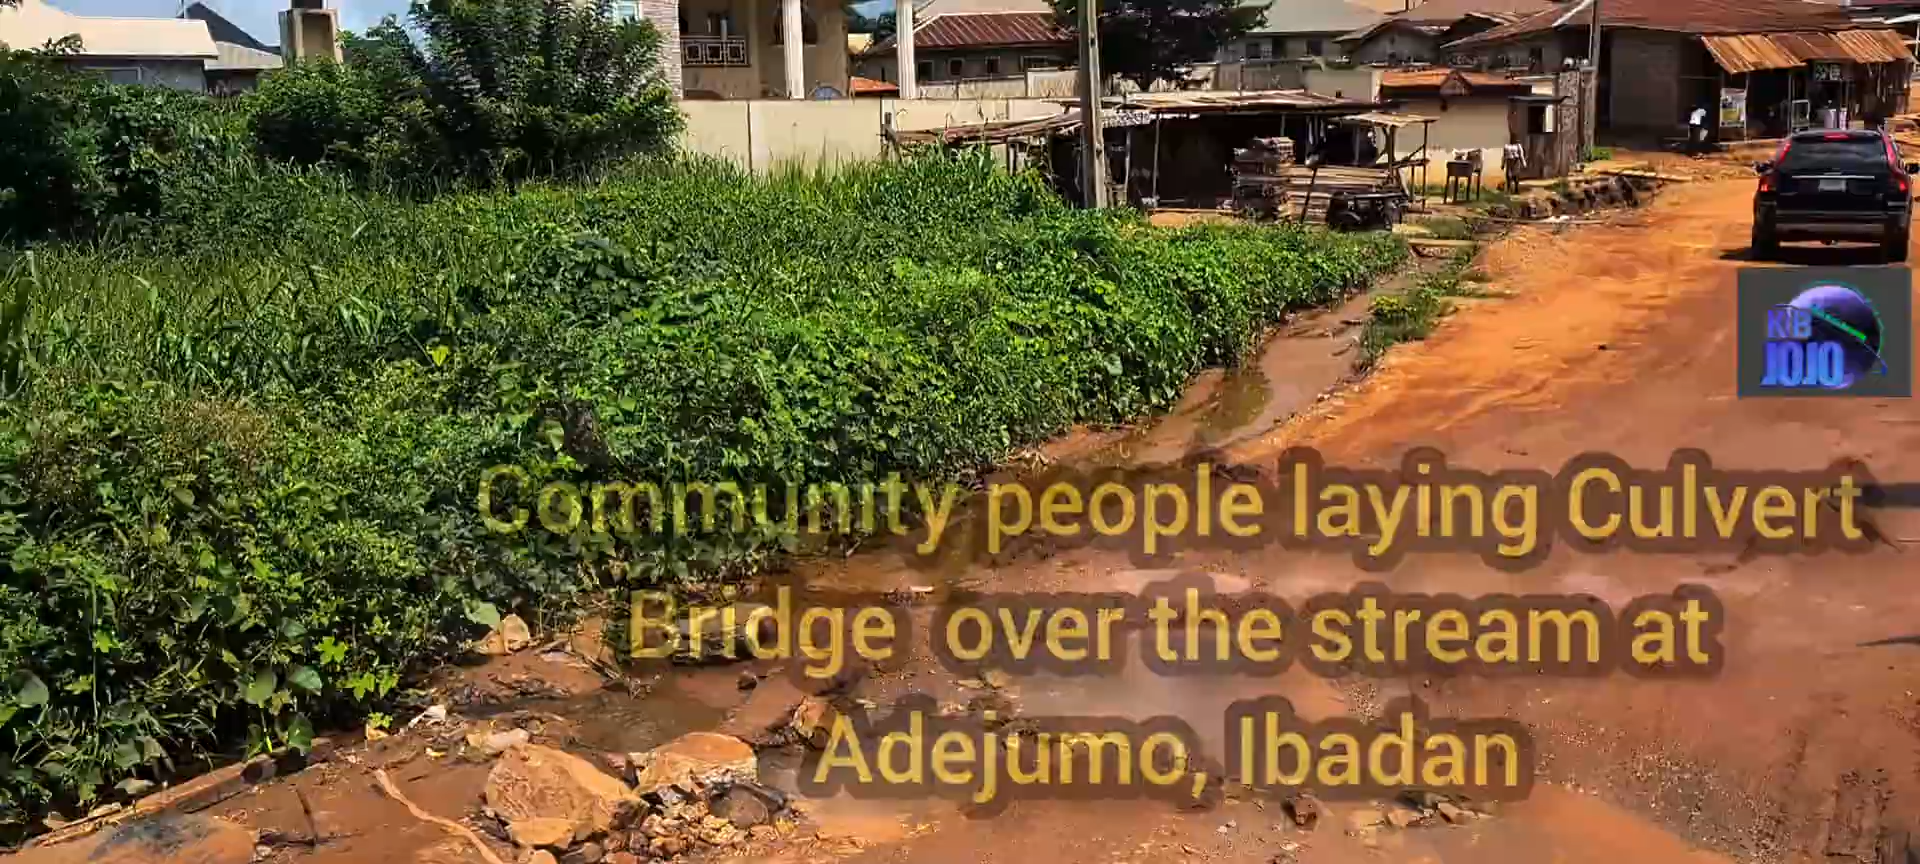 KB
JOJO
Community people laying Culvert
Bridge over the stream at
Adejumo, Ibadan